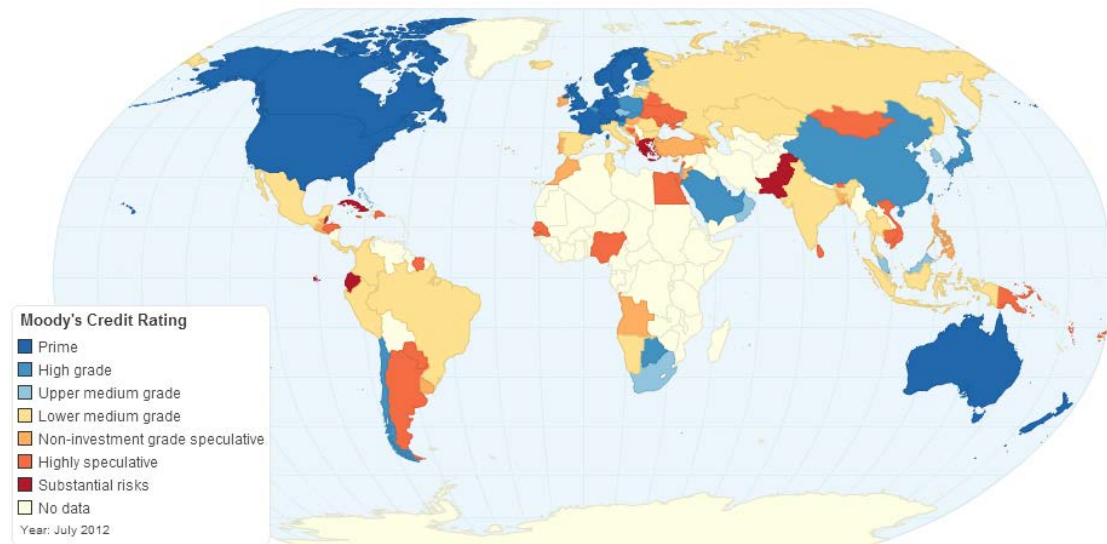 Moody's Credit Rating
Prime
High grade
Upper medium grade
Lower medium grade
Non-investment grade speculative
Highly speculative
Substantial risks
No data
Year: July 2012